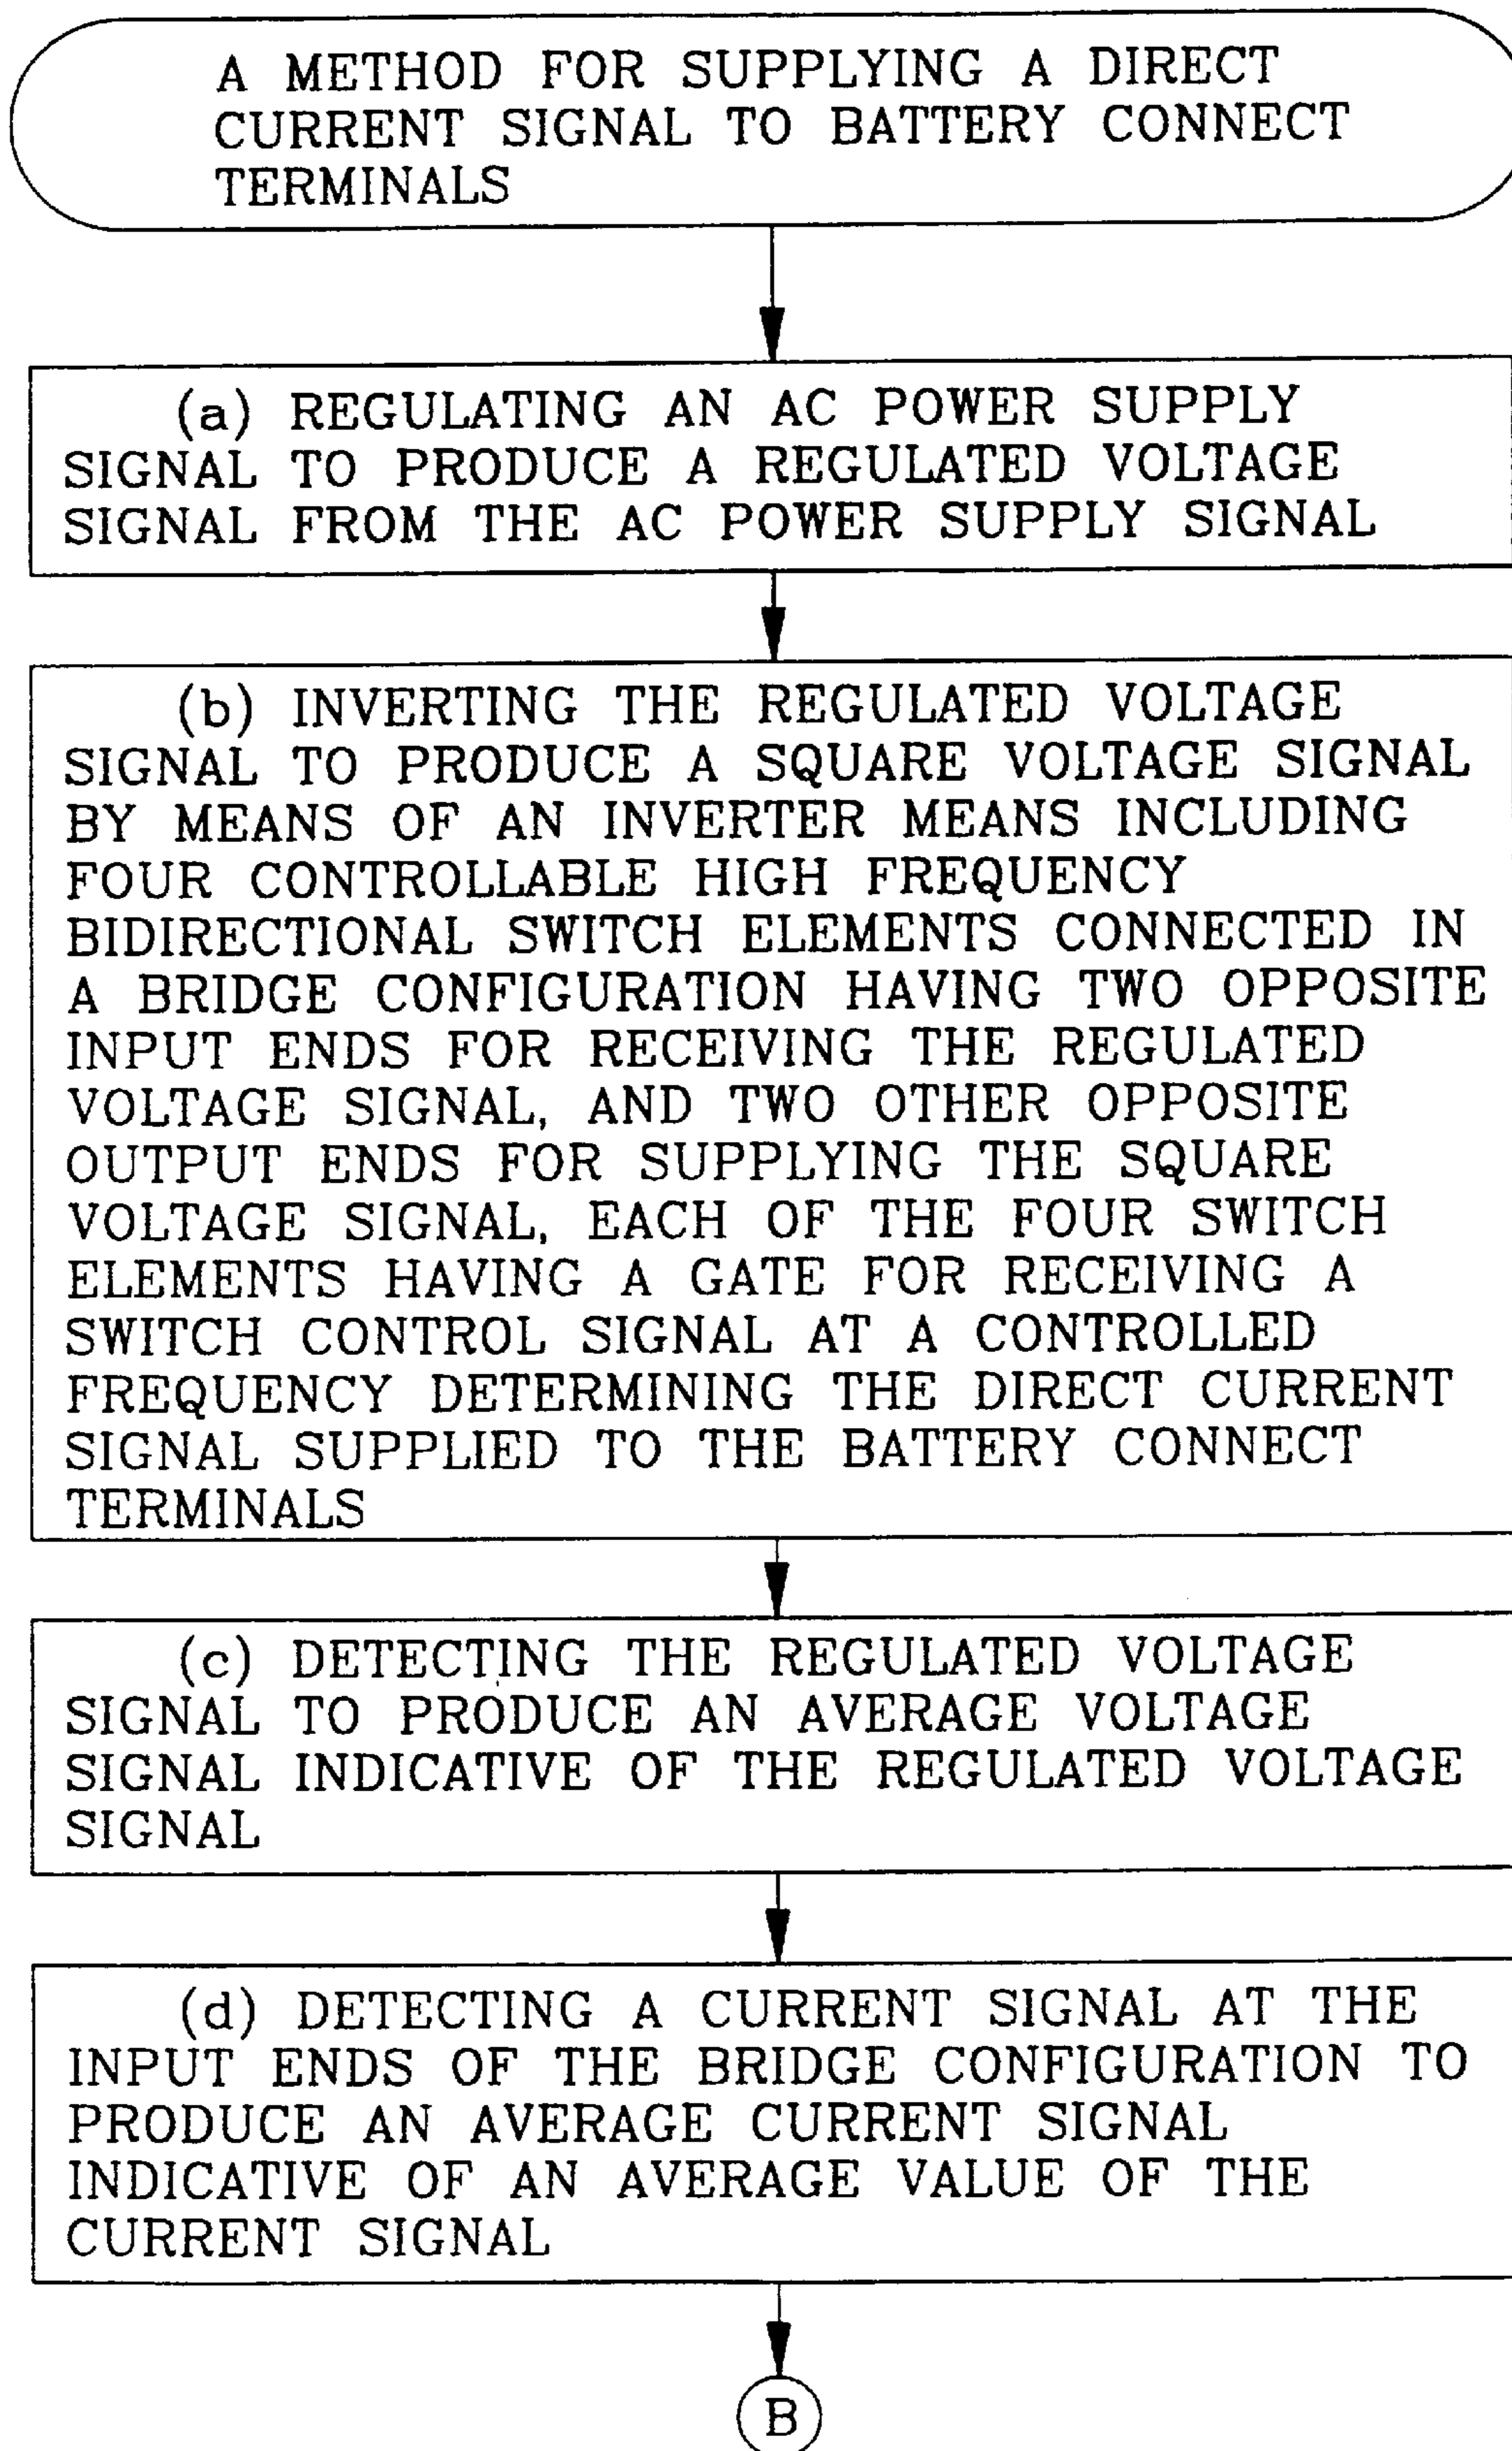 A METHOD FOR SUPPLYING A DIRECT
CURRENT SIGNAL TO BATTERY CONNECT
TERMINALS
(a) REGULATING AN AC POWER SUPPLY
SIGNAL TO PRODUCE A REGULATED VOLTAGE
SIGNAL FROM THE AC POWER SUPPLY SIGNAL
(b) INVERTING THE REGULATED VOLTAGE
SIGNAL TO PRODUCE A SQUARE VOLTAGE SIGNAL
BY MEANS OF AN INVERTER MEANS INCLUDING
FOUR CONTROLLABLE HIGH FREQUENCY
BIDIRECTIONAL SWITCH ELEMENTS CONNECTED IN
A BRIDGE CONFIGURATION HAVING TWO OPPOSITE
INPUT ENDS FOR RECEIVING THE REGULATED
VOLTAGE SIGNAL, AND TWO OTHER OPPOSITE
OUTPUT ENDS FOR SUPPLYING THE SQUARE
VOLTAGE SIGNAL, EACH OF THE FOUR SWITCH
ELEMENTS HAVING A GATE FOR RECEIVING A
SWITCH CONTROL SIGNAL AT A CONTROLLED
FREQUENCY DETERMINING THE DIRECT CURRENT
SIGNAL SUPPLIED TO THE BATTERY CONNECT
TERMINALS
(c) DETECTING THE REGULATED VOLTAGE
SIGNAL TO PRODUCE AN AVERAGE VOLTAGE
SIGNAL INDICATIVE OF THE REGULATED VOLTAGE
SIGNAL
(d) DETECTING A CURRENT SIGNAL AT THE
INPUT ENDS OF THE BRIDGE CONFIGURATION TO
PRODUCE AN AVERAGE CURRENT SIGNAL
INDICATIVE OF AN AVERAGE VALUE OF THE
CURRENT SIGNAL
B